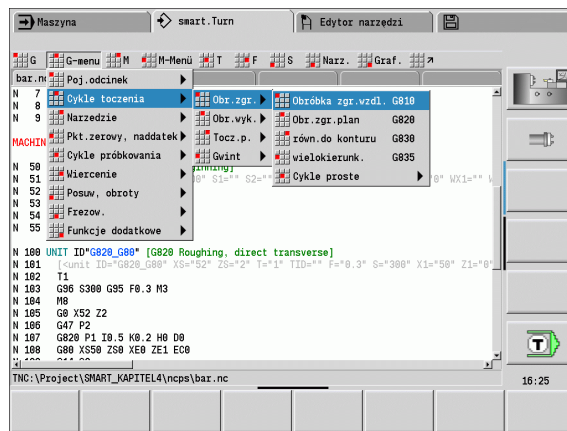 Maszyna smart.Turn Edytor narzędzi
G G-menu M M-Menü T F S Narz. Graf.
bar.nc Poj.odcinek
N 7 Cykle toczenia Obr.zgr. Obróbka zgr.wzdl. G810
N 8 Narzedzie Obr.wyk. Obr.zgr.plan G820
N 9 Pkt.zerowy, naddatek Tocz.p. równ.do konturu G830
MACHIN Cykle próbkowania Gwint wielokierunk. G835
N 50 Wiercenie Cykle proste
N 51 Posuw, obroty S1="" S2="" WX1=""
N 52 Frezow.
N 53 Funkcje dodatkowe
N 54
N 55
N 100 UNIT ID"G820_G80" [G820 Roughing, direct transverse]
N 101 [<unit ID="G820_G80" XS="52" ZS="2" T="1" TID="" F="0.3" S="300" X1="50" Z1="0"
N 102 T1
N 103 G96 S300 G95 F0.3 M3
N 104 M8
N 105 G0 X52 Z2
N 106 G47 P2
N 107 G820 P1 I0.5 K0.2 H0 D0
N 108 G80 XS50 ZS0 XE0 ZE1 EC0
TNC:\Project\SMART_KAPITEL4\ncps\bar.nc
T
16:25